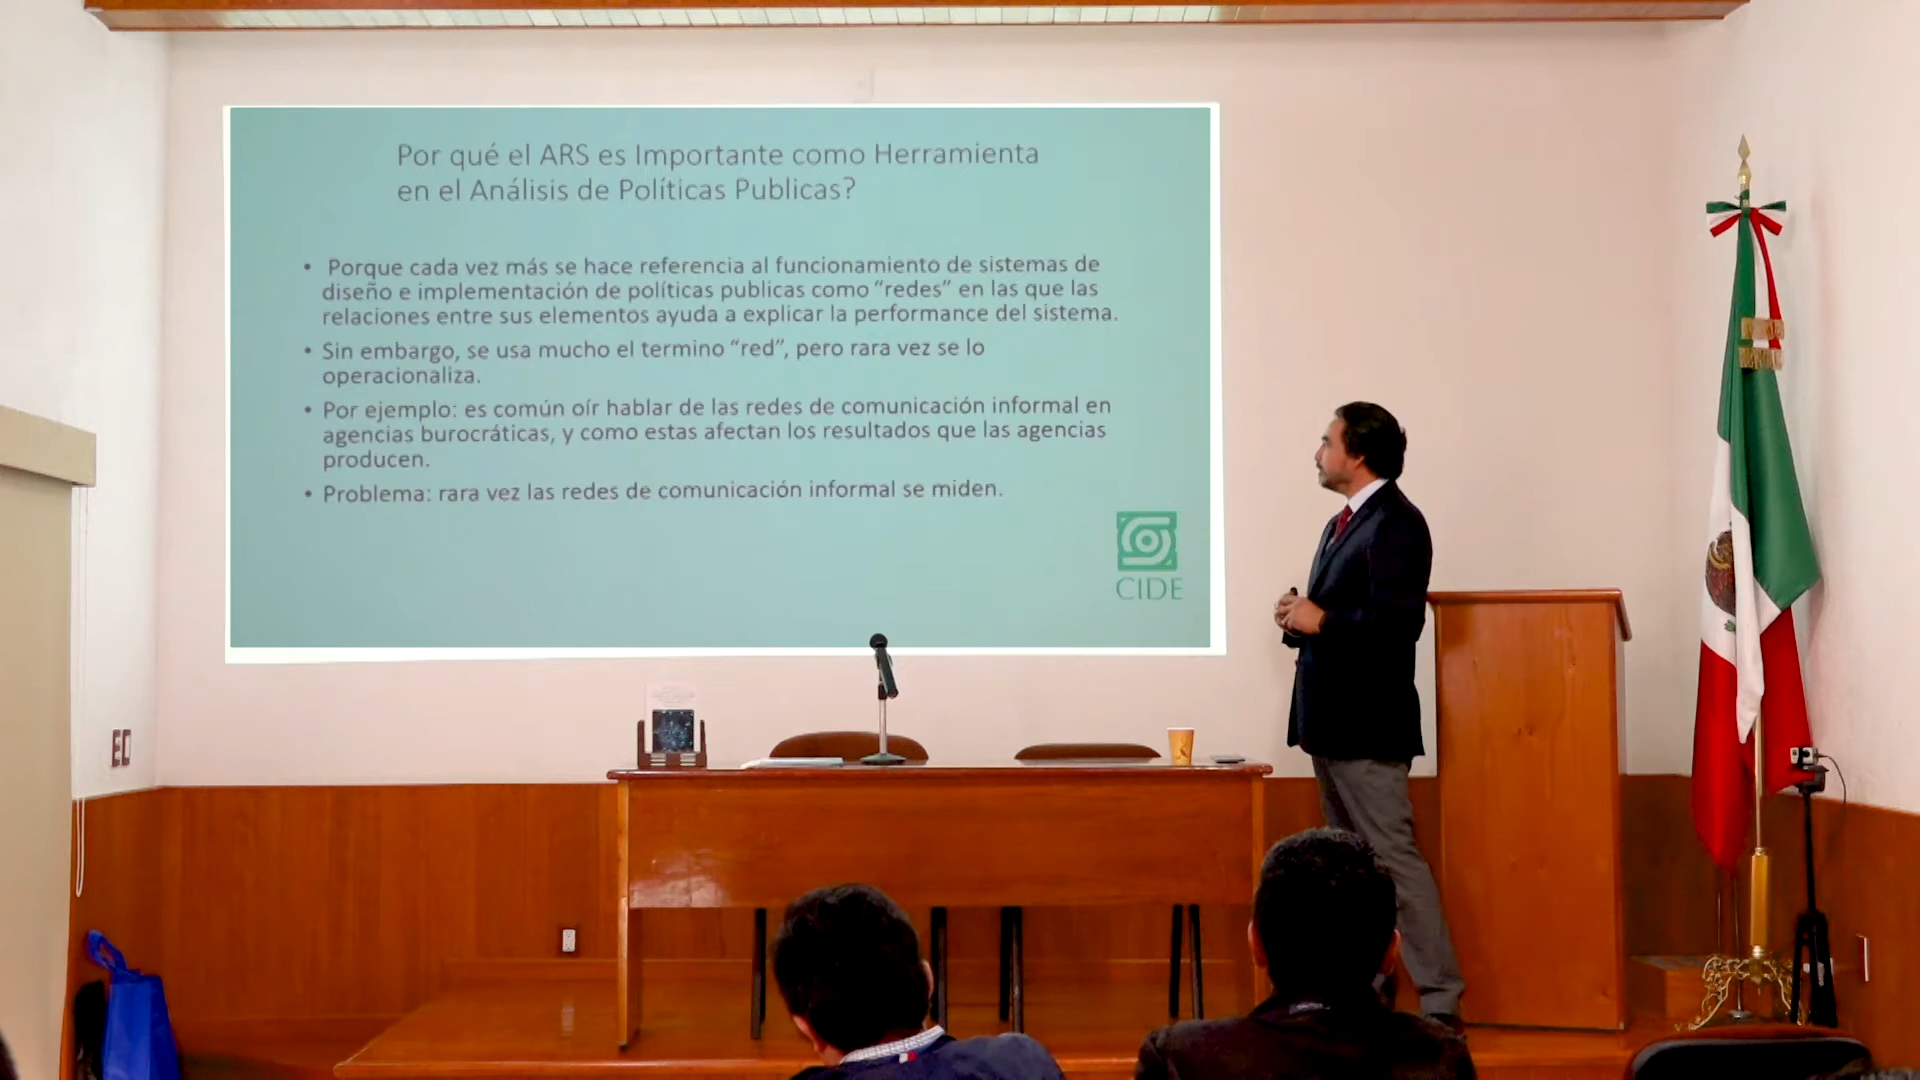 Por qué el ARS es Importante como Herramienta
en el Análisis de Políticas Publicas?
• Porque cada vez más se hace referencia al funcionamiento de sistemas de
diseño e implementación de políticas publicas como “redes” en las que las
relaciones entre sus elementos ayuda a explicar la performance del sistema.
• Sin embargo, se usa mucho el termino “red”, pero rara vez se lo
operacionaliza.
• Por ejemplo: es común oír hablar de las redes de comunicación informal en
agencias burocráticas, y como estas afectan los resultados que las agencias
producen.
• Problema: rara vez las redes de comunicación informal se miden.
CIDE